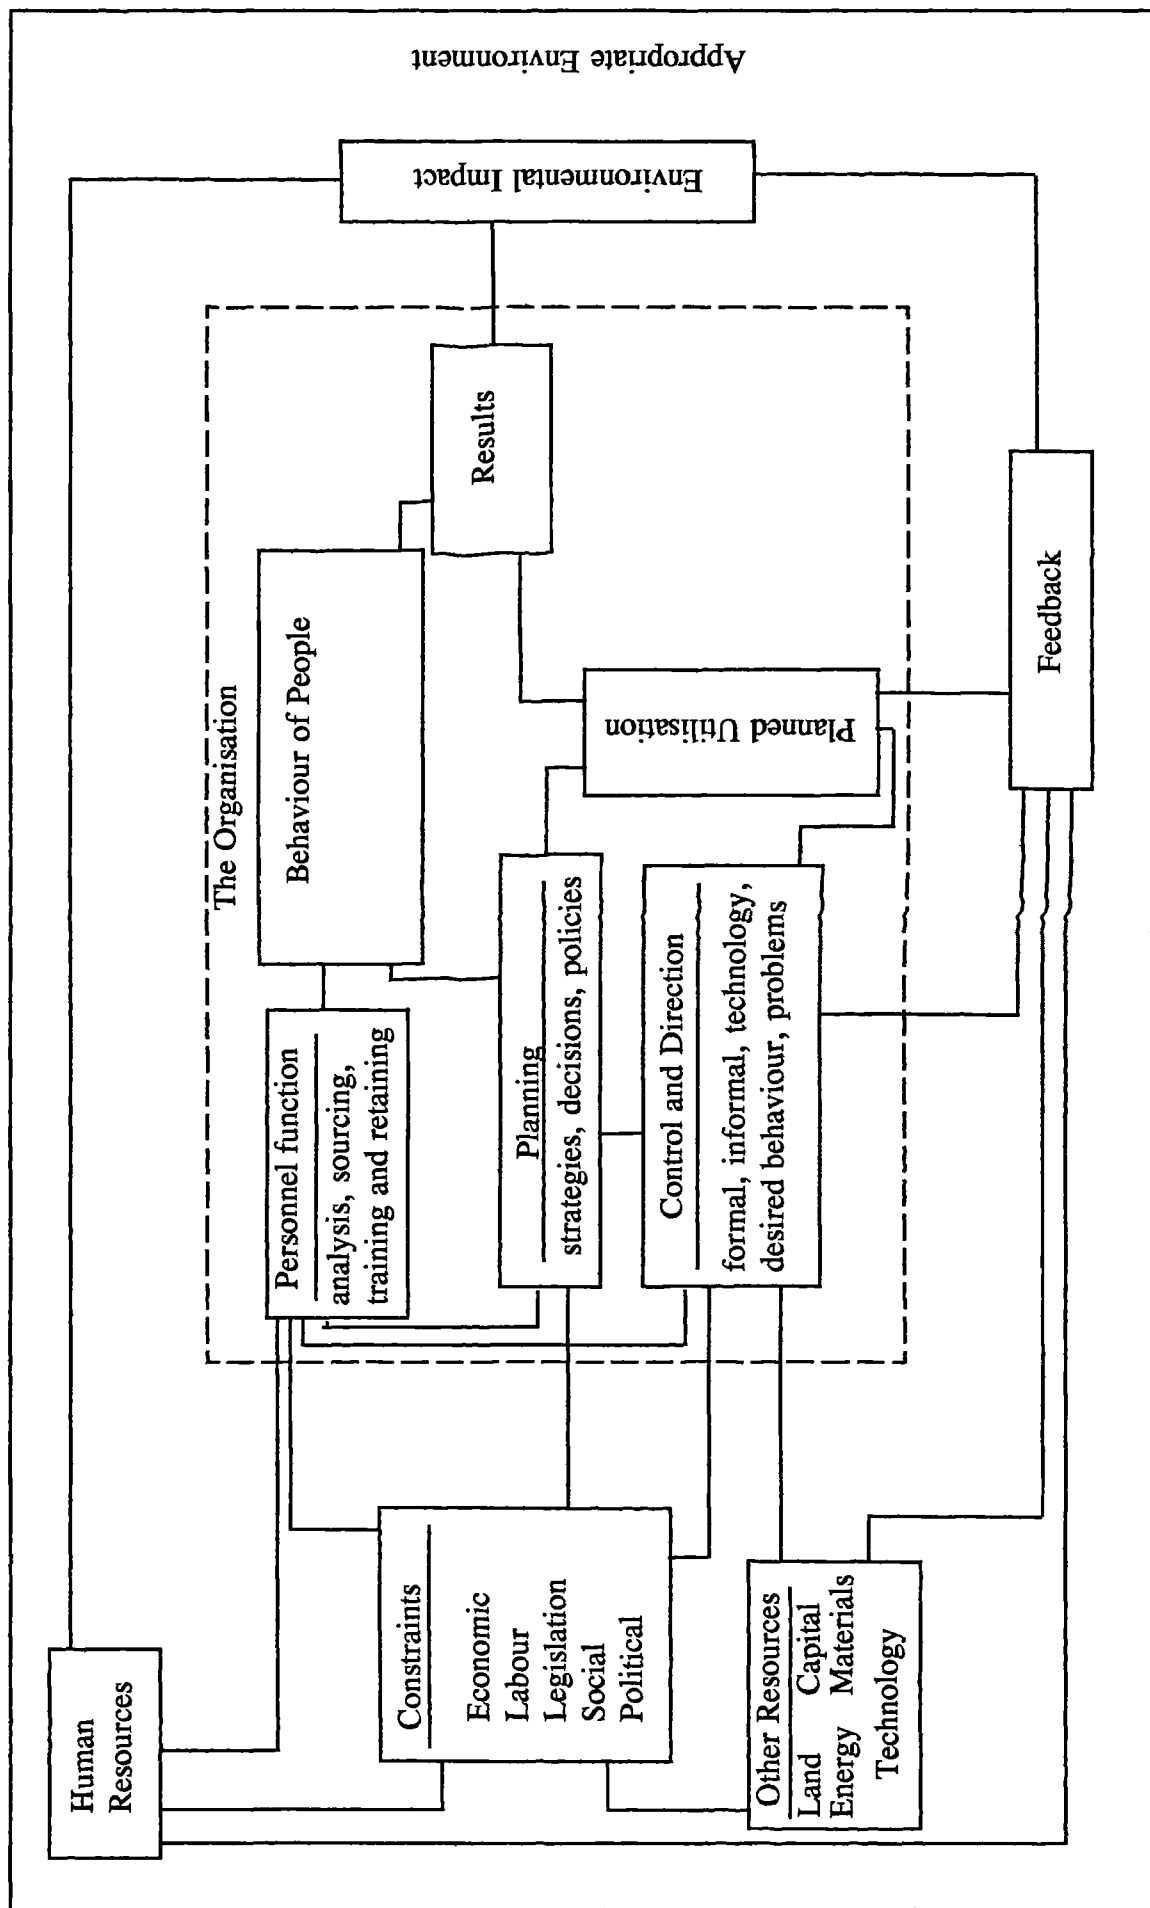 Appropriate Environment
Human
Resources
Environmental Impact
The Organisation
Personnel function
analysis, sourcing,
training and retaining
Behaviour of People
Results
Constraints
Economic
Labour
Legislation
Social
Political
Planning
strategies, decisions, policies
Planned Utilisation
Control and Direction
formal, informal, technology,
desired behaviour, problems
Other Resources
Land Capital
Energy Materials
Technology
Feedback